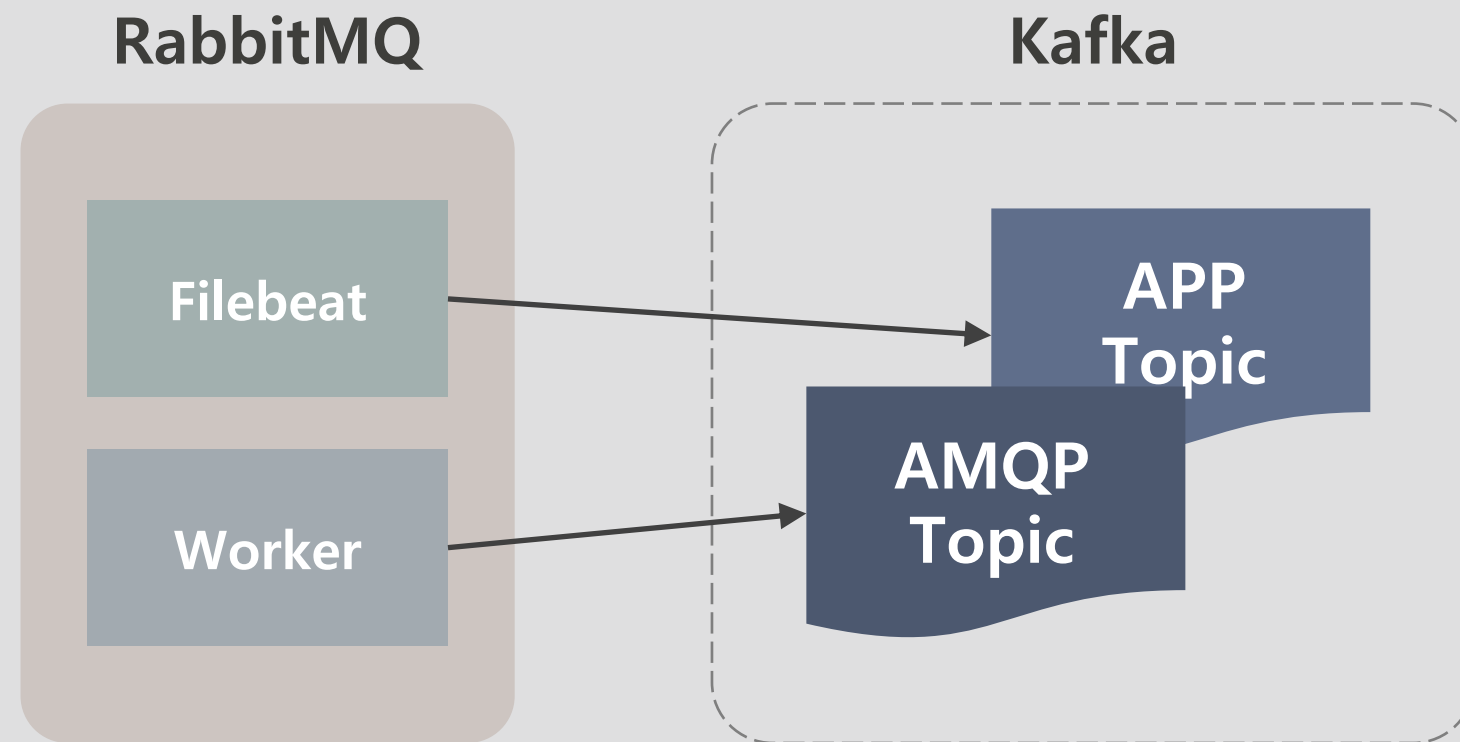 RabbitMQ
Kafka
Filebeat
Worker
APP
Topic
AMQP
Topic